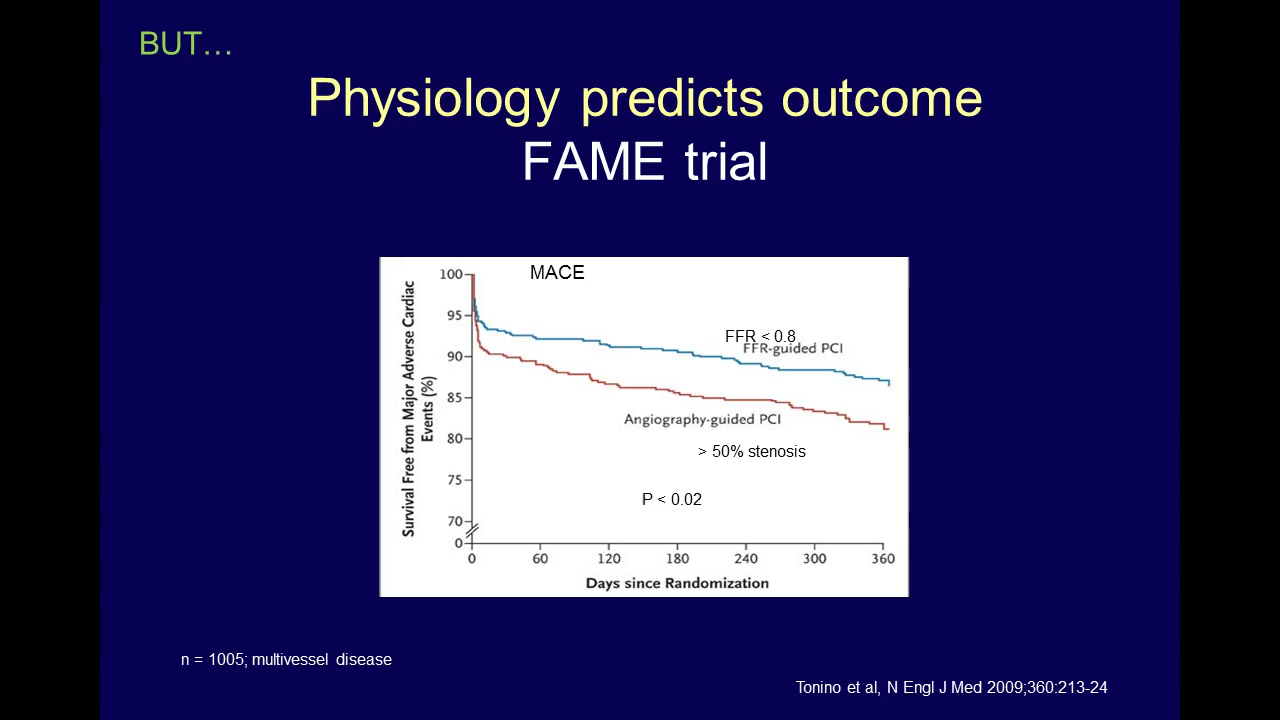 BUT…
Physiology predicts outcome
FAME trial
MACE
Survival Free from Major Adverse Cardiac
Events (%)
100
95
90
85
80
75
70
0
FFR < 0.8
FFR-guided PCI
Angiography-guided PCI
> 50% stenosis
P < 0.02
0 60 120 180 240 300 360
Days since Randomization
n = 1005; multivessel disease
Tonino et al, N Engl J Med 2009;360:213-24